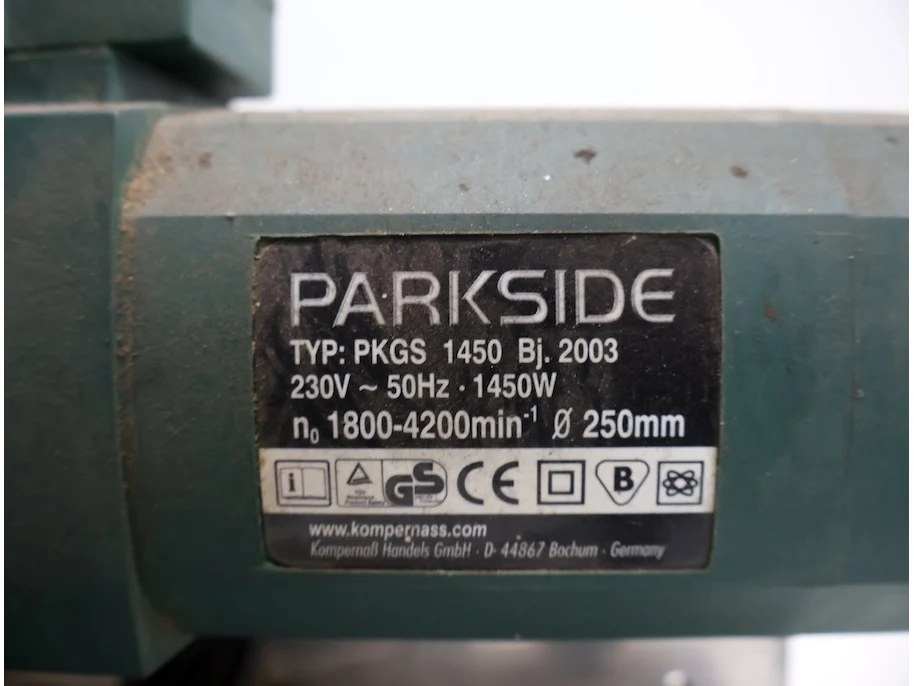 PARKSIDE
TYP: PKGS 1450 Bj. 2003
230V ~ 50Hz · 1450W
n₀ 1800-4200min⁻¹ Ø 250mm
i GS CE B
www.kompernass.com
Kompernaß Handels GmbH · D- 44867 Bochum · Germany